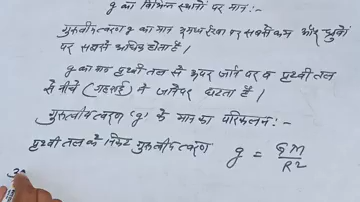 g का विभिन्न स्थानों पर मान :-
गुरुत्वीय त्वरण g का मान भूमध्य रेखा पर सबसे कम और ध्रुवों
पर सबसे अधिक होता है।
g का मान पृथ्वी तल से ऊपर जाने पर व पृथ्वी तल
से नीचे (गहराई) में जाने पर घटता है।
गुरुत्वीय त्वरण 'g' के मान का परिकलन :-
पृथ्वी तल के निकट गुरुत्वीय त्वरण g = GM/R²